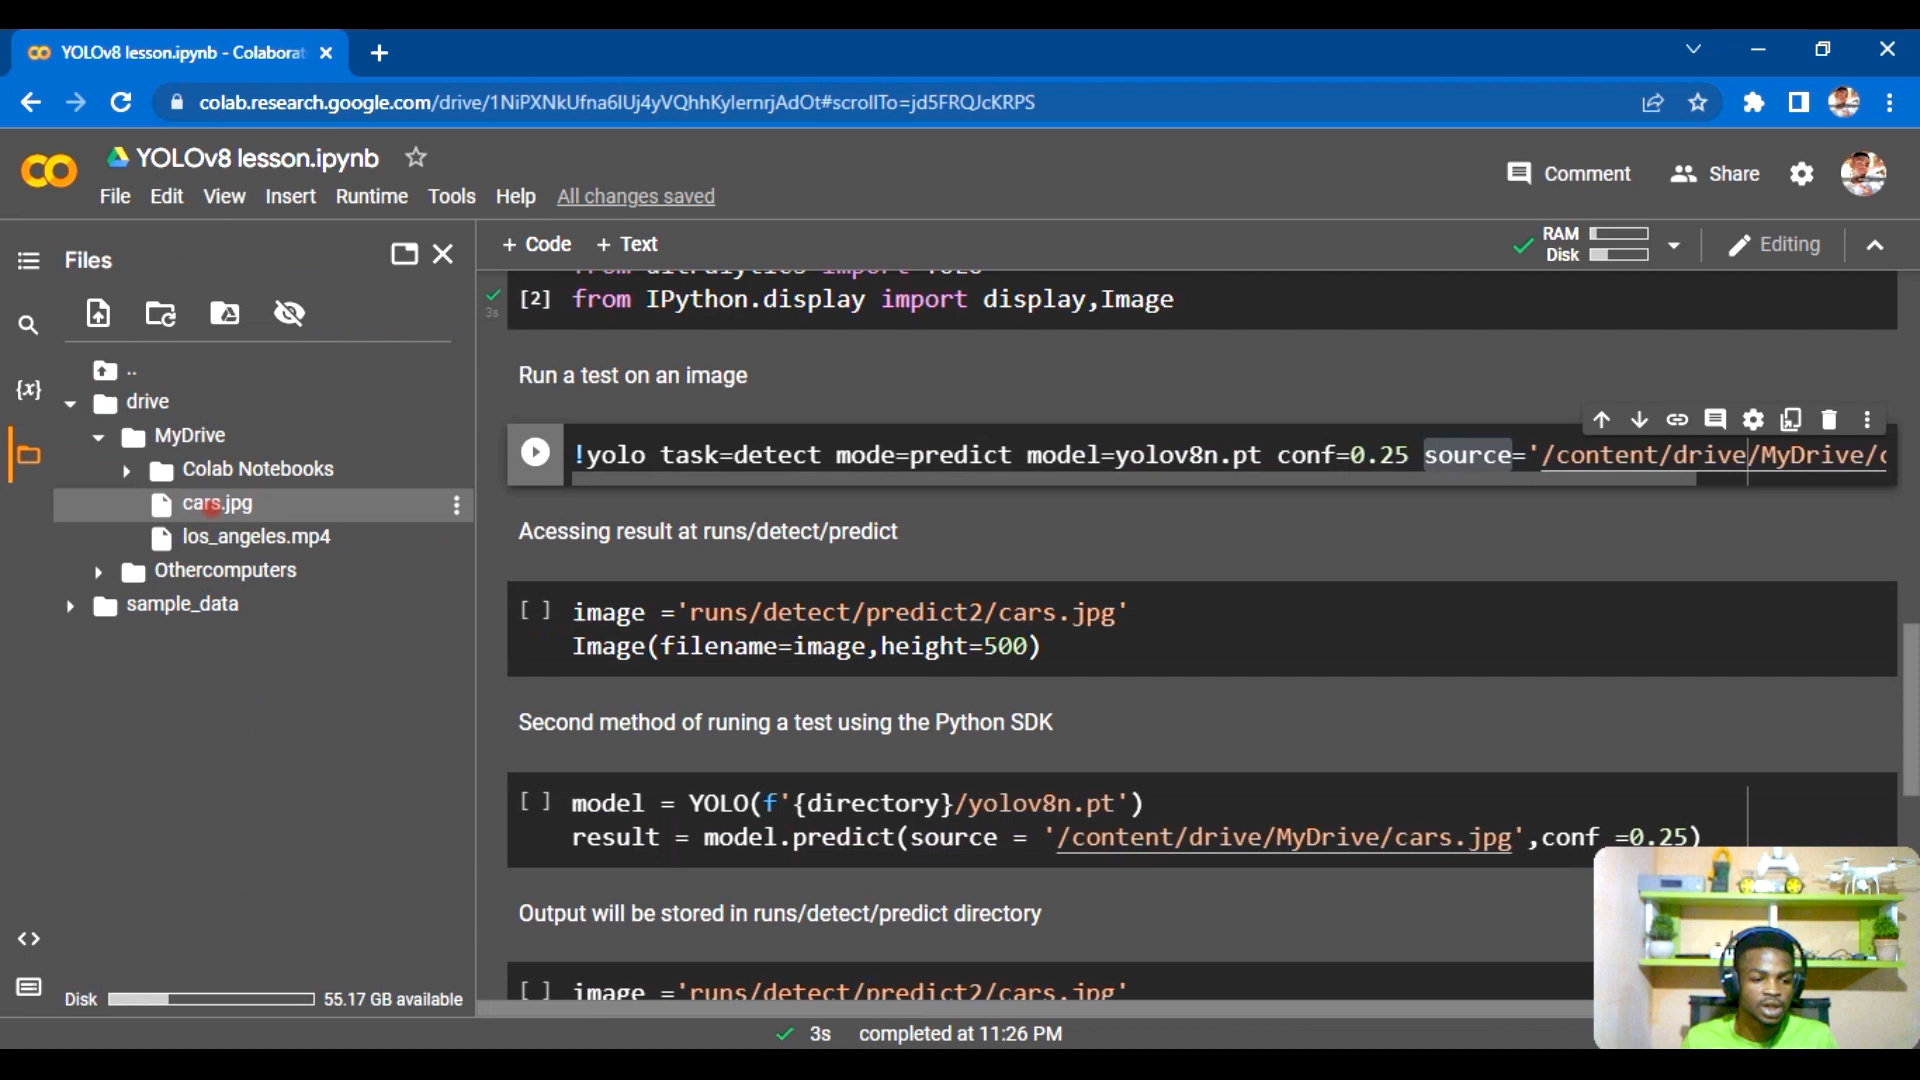 YOLOv8 lesson.ipynb - Colaborat
colab.research.google.com/drive/1NiPXNkUfna6lUj4yVQhhKylernrjAdOt#scrollTo=jd5FRQJcKRPS
YOLOv8 lesson.ipynb
File Edit View Insert Runtime Tools Help All changes saved
Comment Share
Files
+ Code + Text
RAM
Disk
Editing
..
drive
MyDrive
Colab Notebooks
cars.jpg
los_angeles.mp4
Othercomputers
sample_data
Disk 55.17 GB available
from ultralytics import YOLO
[2] from IPython.display import display,Image
3s
Run a test on an image
!yolo task=detect mode=predict model=yolov8n.pt conf=0.25 source='/content/drive/MyDrive/c
Acessing result at runs/detect/predict
[ ] image ='runs/detect/predict2/cars.jpg'
Image(filename=image,height=500)
Second method of runing a test using the Python SDK
[ ] model = YOLO(f'{directory}/yolov8n.pt')
result = model.predict(source = '/content/drive/MyDrive/cars.jpg',conf =0.25)
Output will be stored in runs/detect/predict directory
[ ] image ='runs/detect/predict2/cars.jpg'
3s completed at 11:26 PM